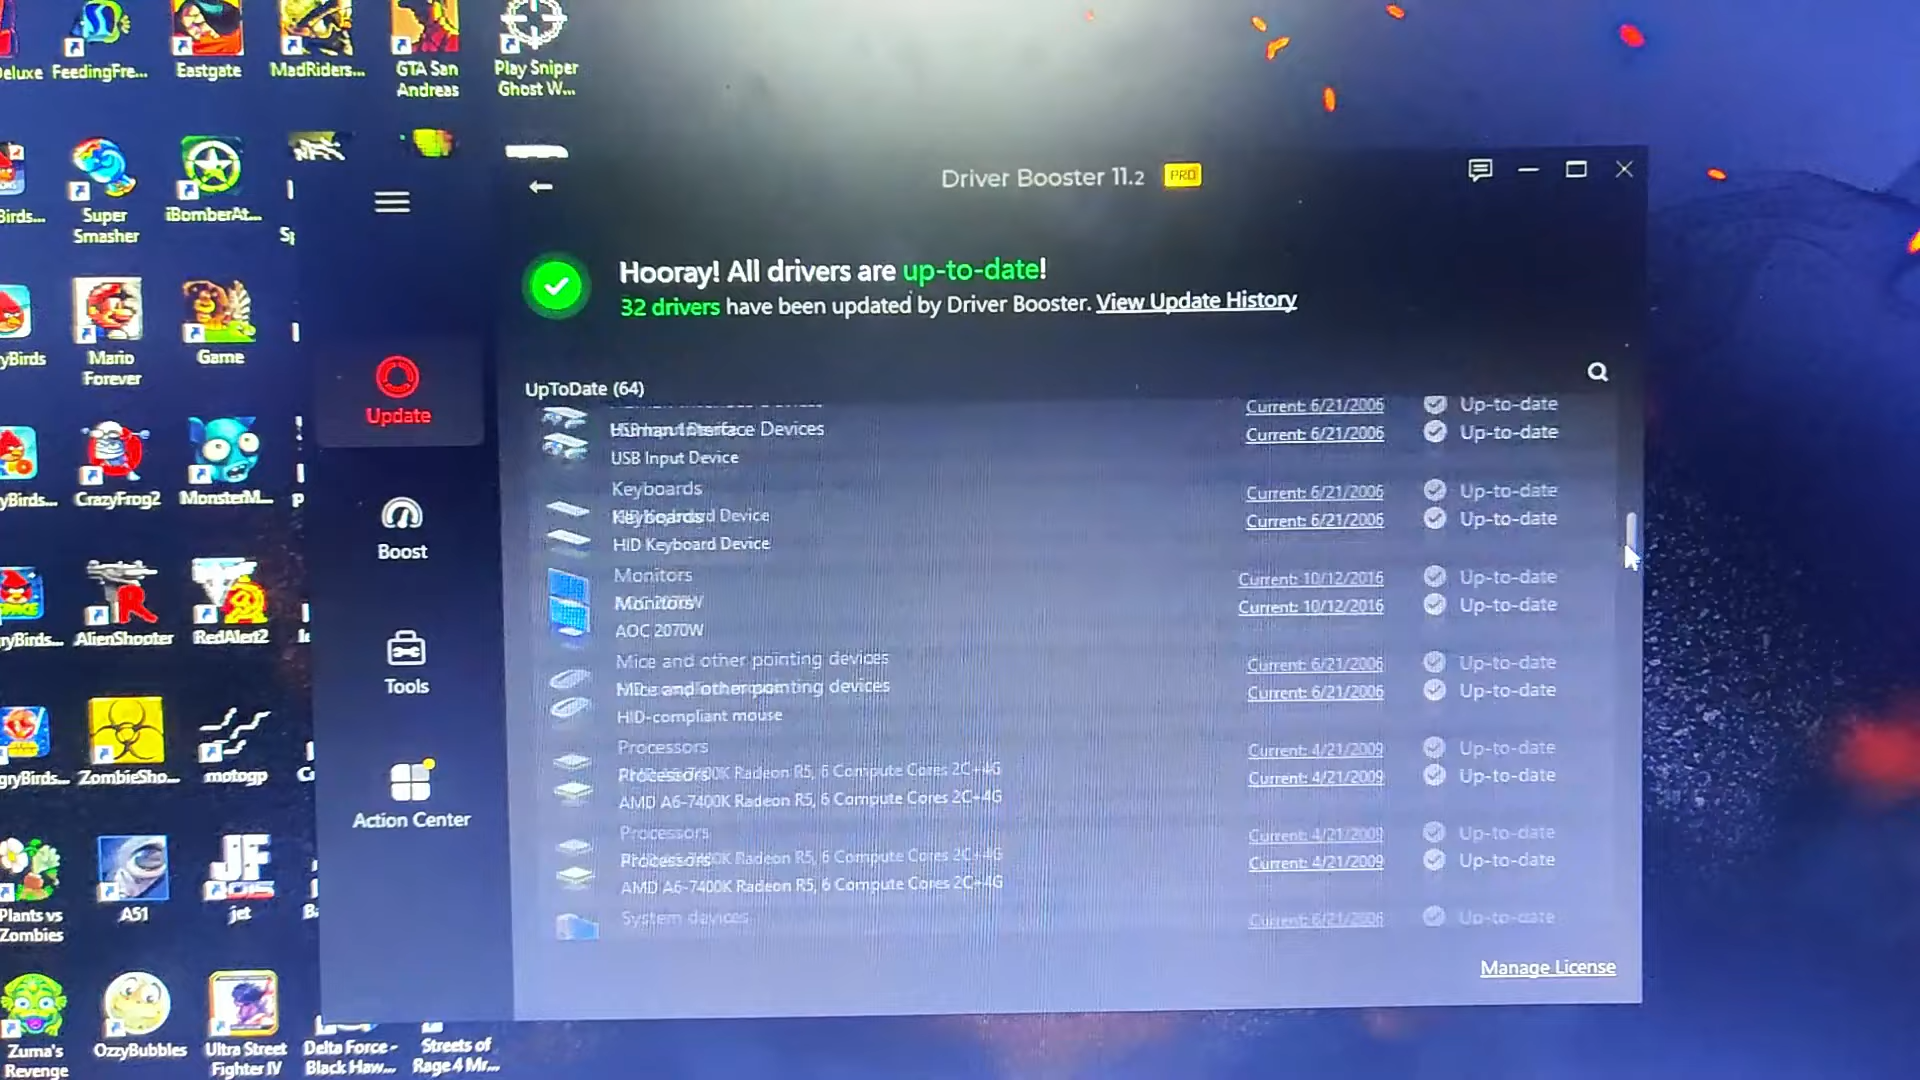 FeedingFre...
Eastgate
MadRiders...
GTA San
Andreas
Play Sniper
Ghost W...
Super
Smasher
iBomberAt...
Mario
Forever
Game
CrazyFrog2
MonsterM...
AlienShooter
RedAlert2
ZombieSho...
motogp
Plants vs
Zombies
A51
jet
Zuma's
Revenge
OzzyBubbles
Ultra Street
Fighter IV
Delta Force -
Black Haw...
Streets of
Rage 4 Mr...
Driver Booster 11.2 PRO
Update
Boost
Tools
Action Center
Hooray! All drivers are up-to-date!
32 drivers have been updated by Driver Booster. View Update History
UpToDate (64)
Current: 6/21/2006 Up-to-date
Human Interface Devices Current: 6/21/2006 Up-to-date
USB Input Device
Keyboards Current: 6/21/2006 Up-to-date
Keyboards Current: 6/21/2006 Up-to-date
HID Keyboard Device
Monitors Current: 10/12/2016 Up-to-date
Monitors Current: 10/12/2016 Up-to-date
AOC 2070W
Mice and other pointing devices Current: 6/21/2006 Up-to-date
Mice and other pointing devices Current: 6/21/2006 Up-to-date
HID-compliant mouse
Processors Current: 4/21/2009 Up-to-date
Processors Current: 4/21/2009 Up-to-date
AMD A6-7400K Radeon R5, 6 Compute Cores 2C+4G
Processors Current: 4/21/2009 Up-to-date
Processors Current: 4/21/2009 Up-to-date
AMD A6-7400K Radeon R5, 6 Compute Cores 2C+4G
System devices Current: 6/21/2006 Up-to-date
Manage License